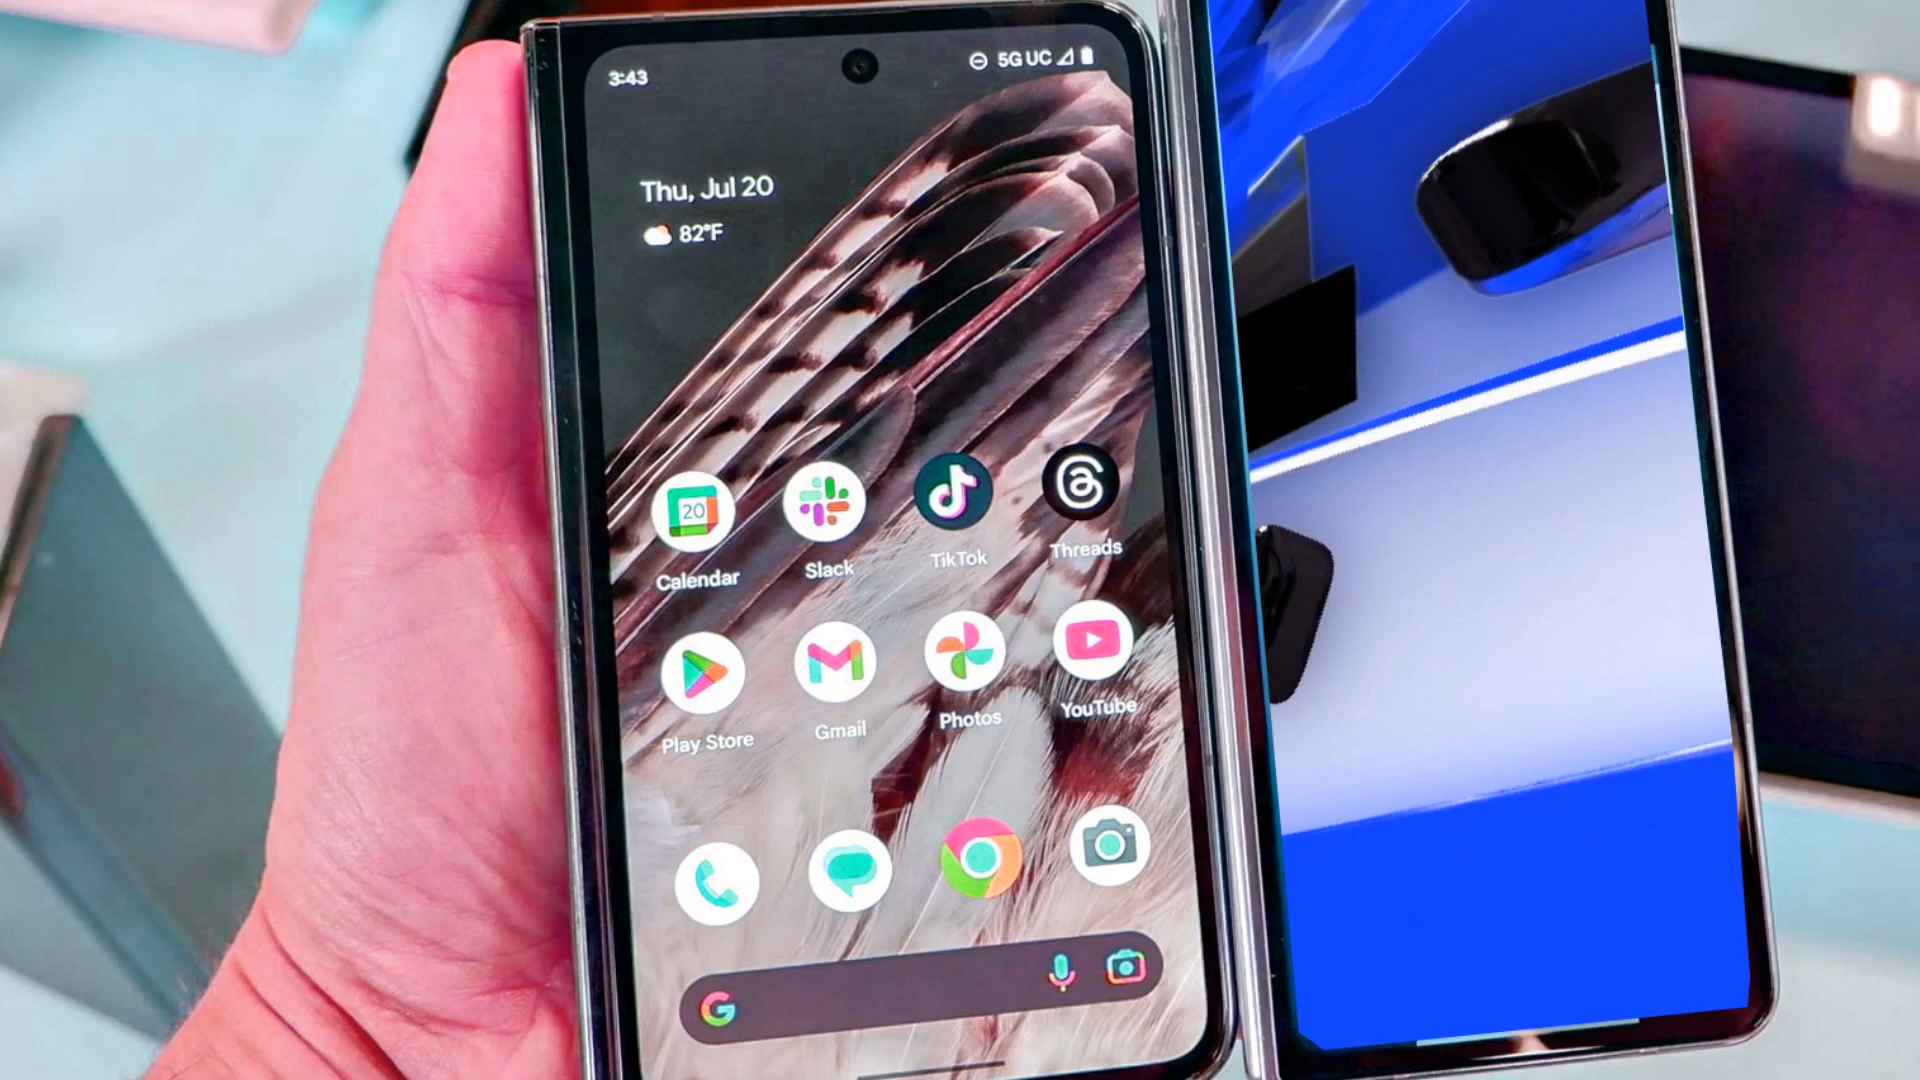 3:43
5G UC
Thu, Jul 20
82°F
20
Calendar
Slack
TikTok
Threads
Play Store
Gmail
Photos
YouTube
G